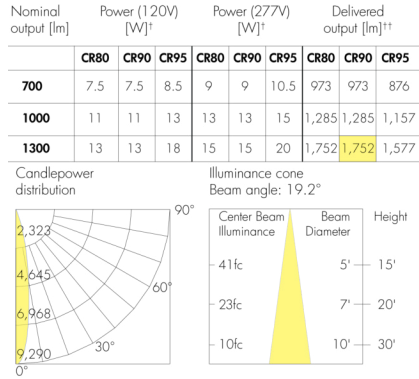 Nominal output [lm] Power (120V) [W]† Power (277V) [W]† Delivered output [lm]††
CR80 CR90 CR95 CR80 CR90 CR95 CR80 CR90 CR95
700 7.5 7.5 8.5 9 9 10.5 973 973 876
1000 11 11 13 13 13 15 1,285 1,285 1,157
1300 13 13 18 15 15 20 1,752 1,752 1,577
Candlepower
distribution
90°
2,323
4,645
60°
6,968
30°
9,290
0°
Illuminance cone
Beam angle: 19.2°
Center Beam Illuminance Beam Diameter Height
41fc 5' 15'
23fc 7' 20'
10fc 10' 30'